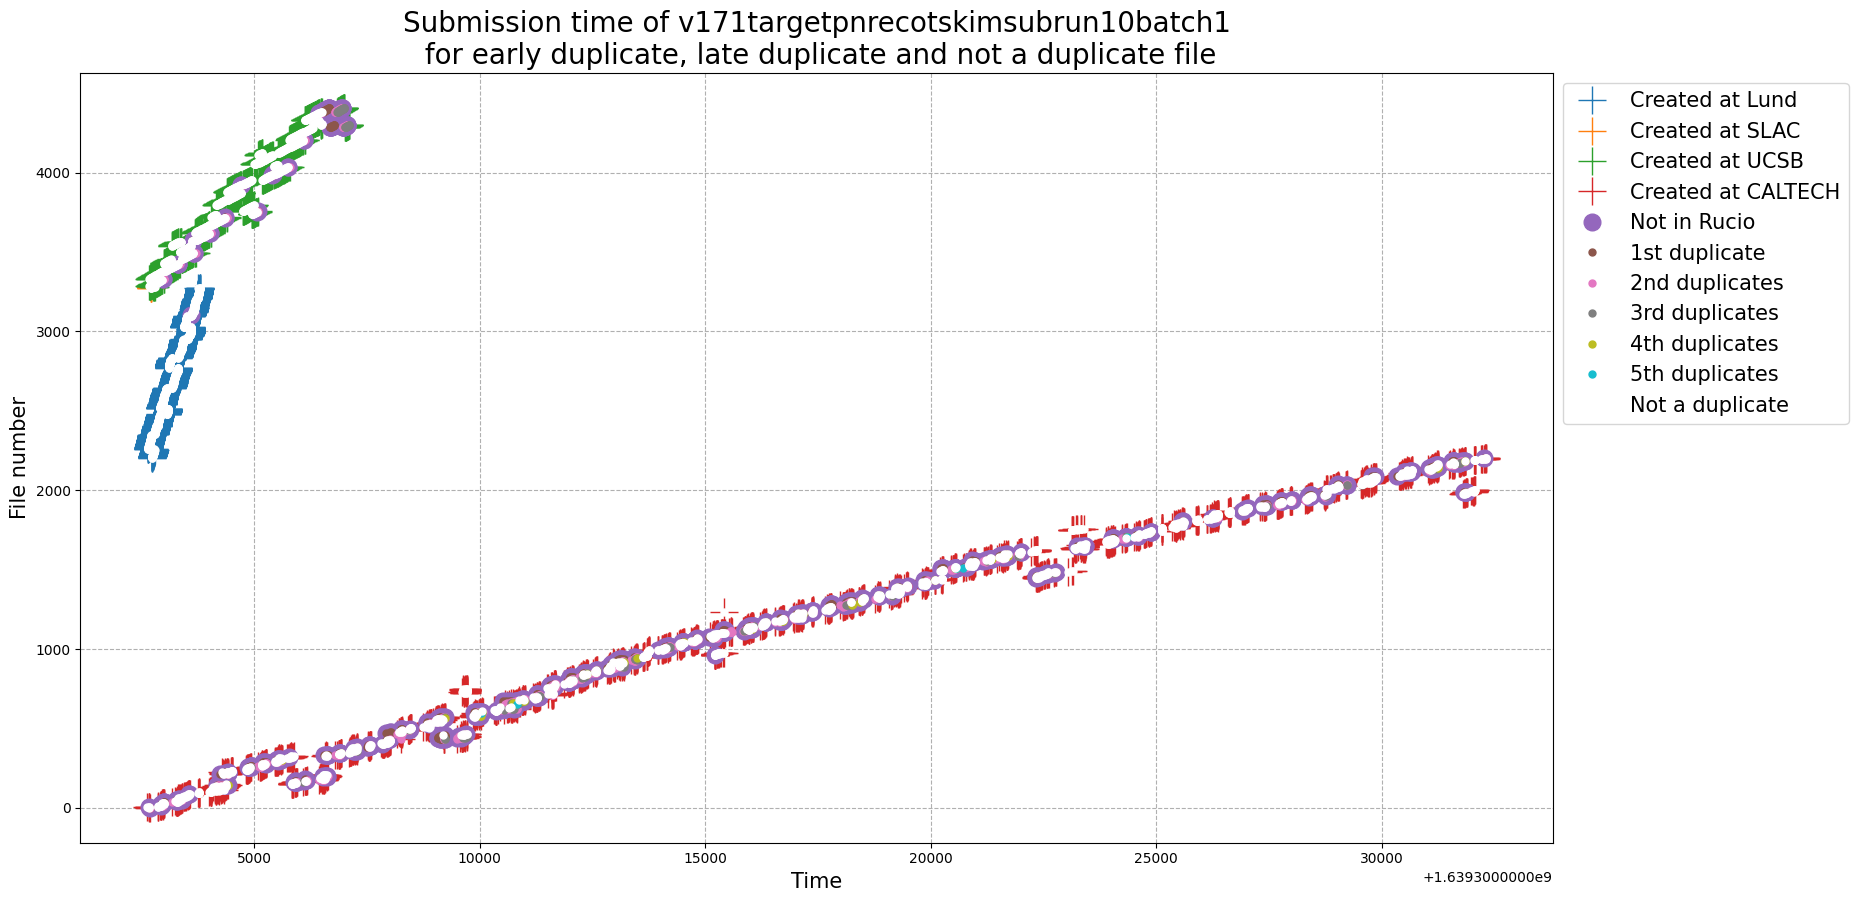 Submission time of v171targetpnrecotskimsubrun10batch1
for early duplicate, late duplicate and not a duplicate file
Created at Lund
Created at SLAC
Created at UCSB
Created at CALTECH
Not in Rucio
1st duplicate
2nd duplicates
3rd duplicates
4th duplicates
5th duplicates
Not a duplicate
File number
4000
3000
2000
1000
0
5000 10000 15000 20000 25000 30000
Time
+1.6393000000e9